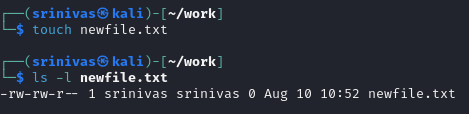 ┌──(srinivas㉿kali)-[~/work]
└─$ touch newfile.txt
┌──(srinivas㉿kali)-[~/work]
└─$ ls -l newfile.txt
-rw-rw-r-- 1 srinivas srinivas 0 Aug 10 10:52 newfile.txt